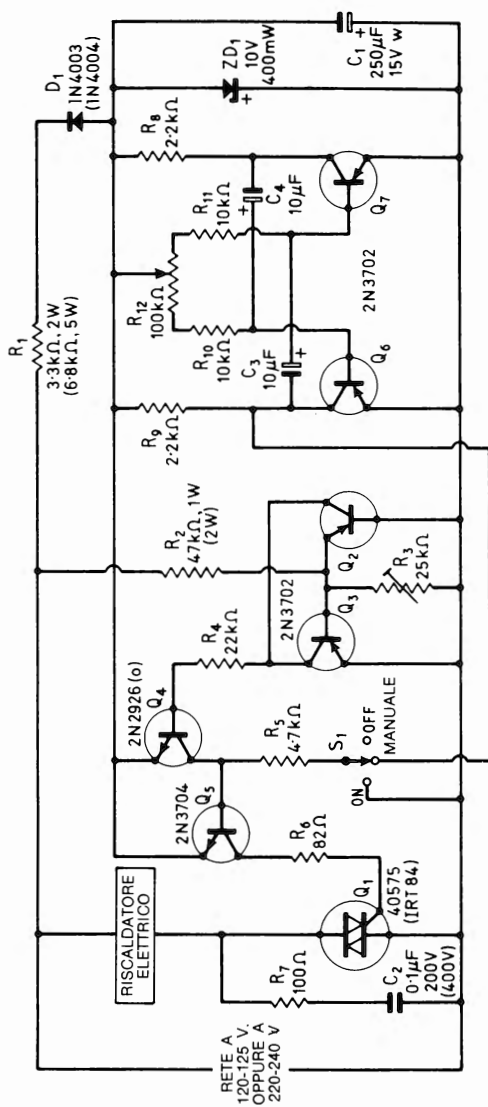 RETE A
120-125 V.
OPPURE A
220-240 V
RISCALDATORE
ELETTRICO
R7
100Ω
C2
0·1μF
200V
(400V)
Q1
40575
(IRT84)
R6
82Ω
2N3704
Q5
2N2926(o)
Q4
R5
4·7kΩ
S1
ON
OFF
MANUALE
R4
22kΩ
2N3702
Q3
Q2
R3
25kΩ
R2
47kΩ, 1W
(2W)
R1
3·3kΩ, 2W
(6·8kΩ, 5W)
R9
2·2kΩ
R10
10kΩ
C3
10μF
+
Q6
2N3702
Q7
R12
100kΩ
R11
10kΩ
C4
10μF
+
R8
2·2kΩ
D1
1N4003
(1N4004)
ZD1
10V
400mW
+
C1
+
250μF
15V w